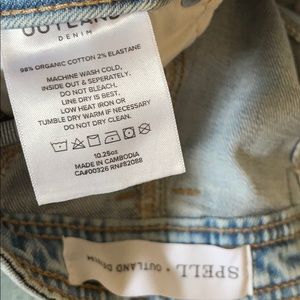 OUTLAND
DENIM
98% ORGANIC COTTON 2% ELASTANE
MACHINE WASH COLD,
INSIDE OUT & SEPERATELY.
DO NOT BLEACH.
LINE DRY IS BEST.
LOW HEAT IRON OR
TUMBLE DRY WARM IF NECESSARY
DO NOT DRY CLEAN.
10.25oz
MADE IN CAMBODIA
CA#00326 RN#82088
SPELL • OUTLAND DENIM